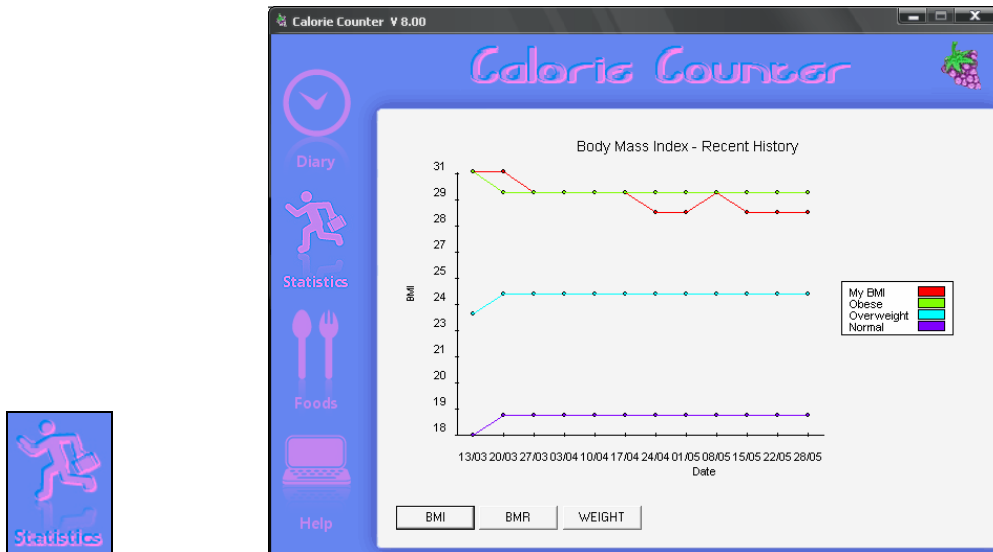 Calorie Counter V 8.00
Calorie Counter
Diary
Statistics
Foods
Help
Statistics
Body Mass Index - Recent History
31
29
28
27
25
24
23
21
20
19
18
BMI
13/03 20/03 27/03 03/04 10/04 17/04 24/04 01/05 08/05 15/05 22/05 28/05
Date
My BMI
Obese
Overweight
Normal
BMI
BMR
WEIGHT